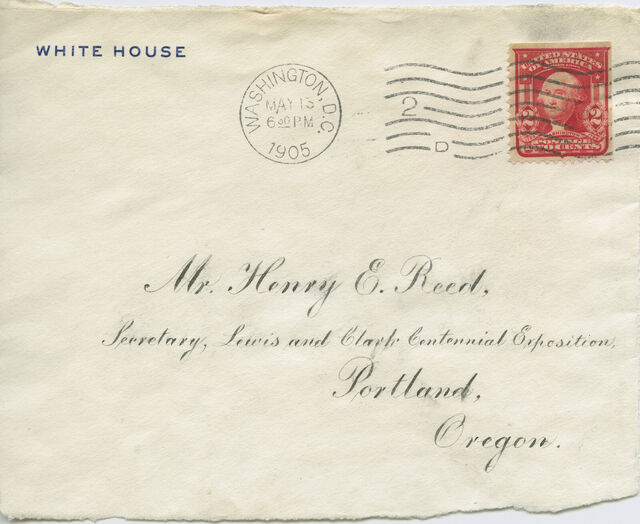 WHITE HOUSE
WASHINGTON, D.C.
MAY 13
6 30 P.M.
1905
2
D
UNITED STATES
OF AMERICA
2 2
POSTAGE
TWO CENTS
Mr. Henry E. Reed,
Secretary, Lewis and Clark Centennial Exposition,
Portland,
Oregon.